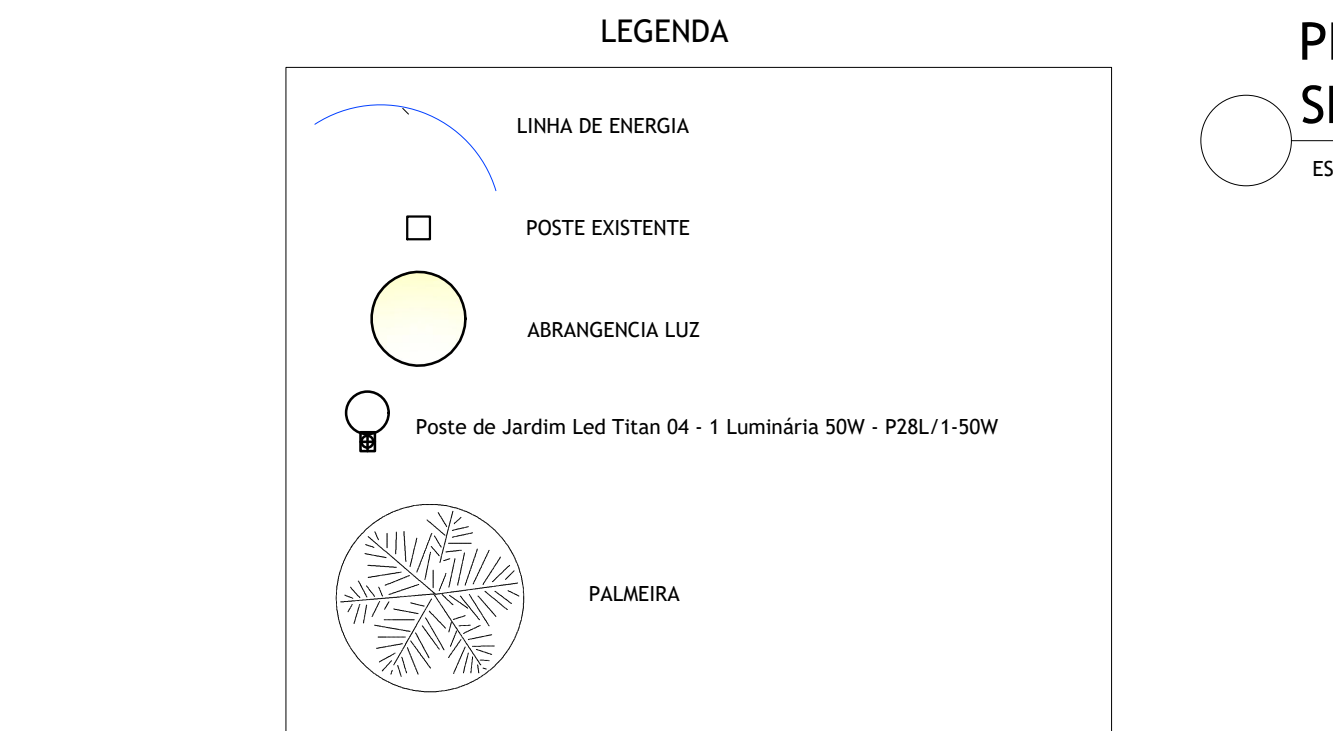 LEGENDA
LINHA DE ENERGIA
POSTE EXISTENTE
ABRANGENCIA LUZ
Poste de Jardim Led Titan 04 - 1 Luminária 50W - P28L/1-50W
PALMEIRA
ES